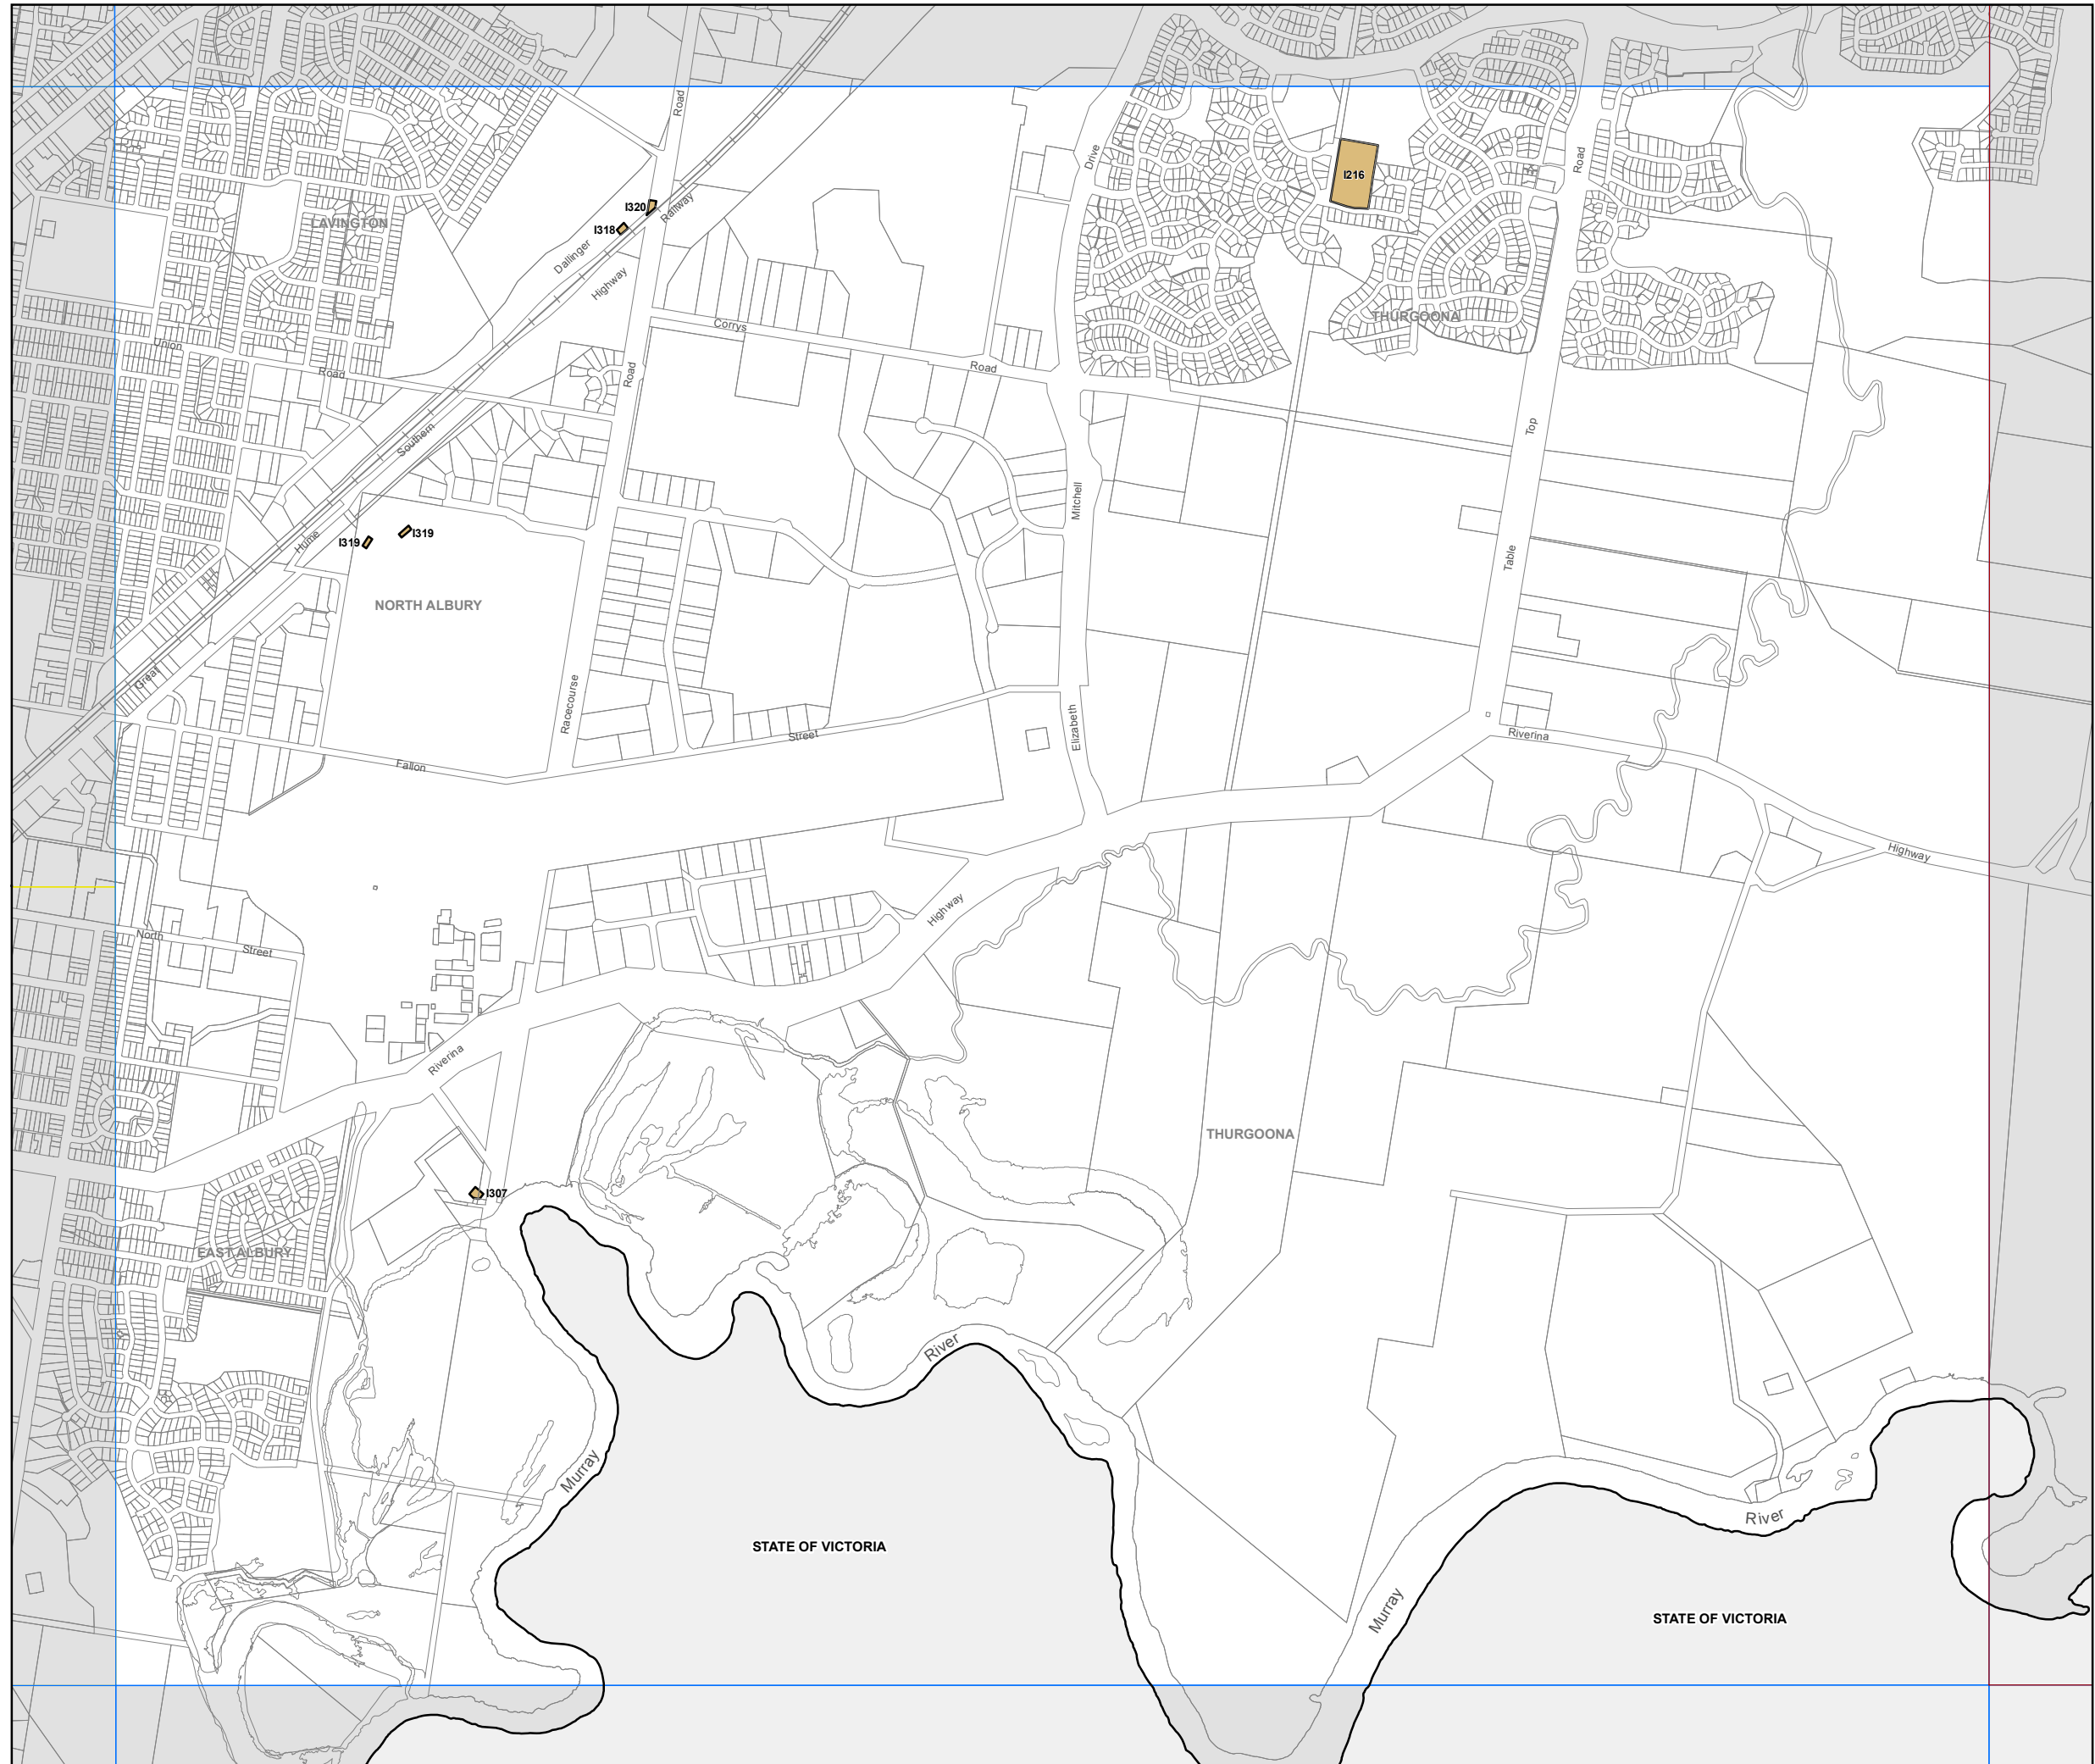 Road
Drive
Road
I216
I320
Railway
LAVINGTON
I318
Dallinger
Highway
THURGOONA
Corrys
Union
Road
Road
Road
Southern
Top
Mitchell
I319
I319
Hume
Table
NORTH ALBURY
Great
Racecourse
Elizabeth
Street
Riverina
Fallon
Highway
Highway
North
Street
Riverina
THURGOONA
I307
EAST ALBURY
River
Murray
River
STATE OF VICTORIA
Murray
STATE OF VICTORIA